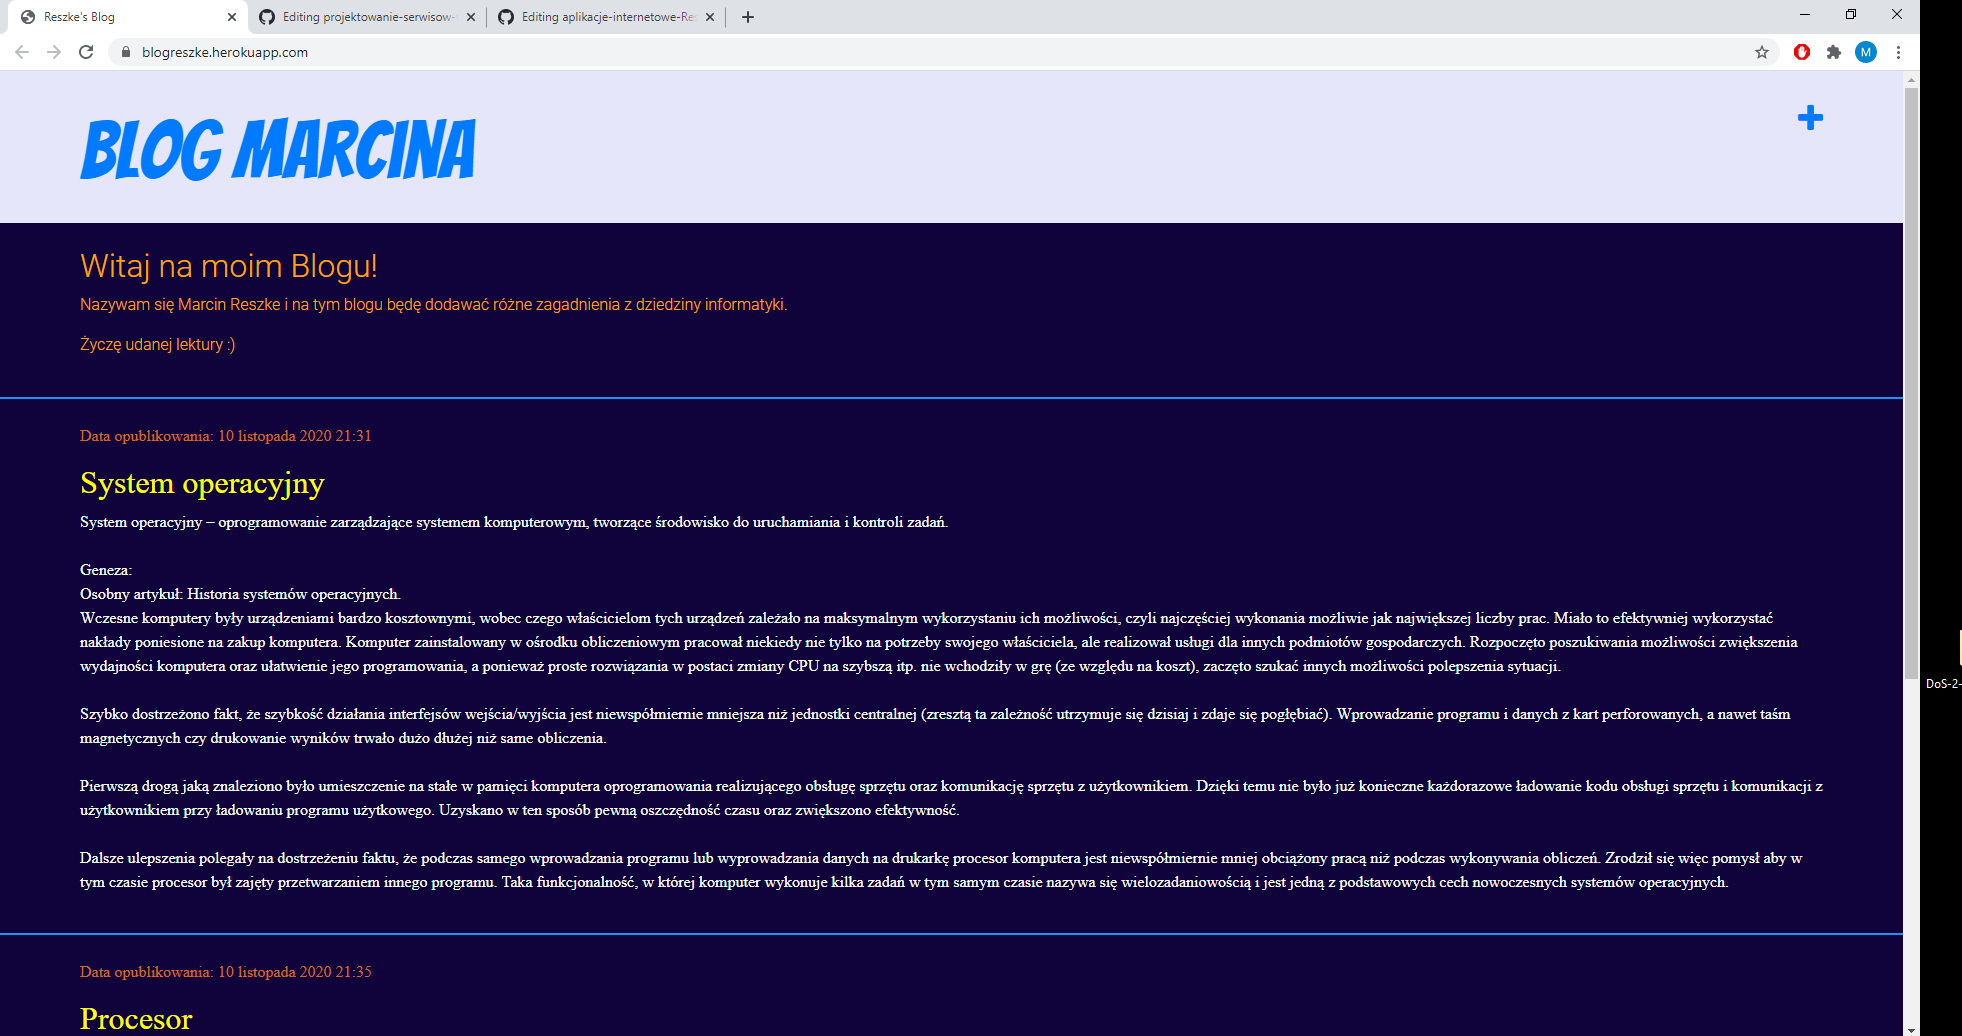 Reszke's Blog
Editing projektowanie-serwisow-
Editing aplikacje-internetowe-Res
blogreszke.herokuapp.com
M
BLOG MARCINA
Witaj na moim Blogu!
Nazywam się Marcin Reszke i na tym blogu będę dodawać różne zagadnienia z dziedziny informatyki.
Życzę udanej lektury :)
Data opublikowania: 10 listopada 2020 21:31
System operacyjny
System operacyjny – oprogramowanie zarządzające systemem komputerowym, tworzące środowisko do uruchamiania i kontroli zadań.
Geneza:
Osobny artykuł: Historia systemów operacyjnych.
Wczesne komputery były urządzeniami bardzo kosztownymi, wobec czego właścicielom tych urządzeń zależało na maksymalnym wykorzystaniu ich możliwości, czyli najczęściej wykonania możliwie jak największej liczby prac. Miało to efektywniej wykorzystać
nakłady poniesione na zakup komputera. Komputer zainstalowany w ośrodku obliczeniowym pracował niekiedy nie tylko na potrzeby swojego właściciela, ale realizował usługi dla innych podmiotów gospodarczych. Rozpoczęto poszukiwania możliwości zwiększenia
wydajności komputera oraz ułatwienie jego programowania, a ponieważ proste rozwiązania w postaci zmiany CPU na szybszą itp. nie wchodziły w grę (ze względu na koszt), zaczęto szukać innych możliwości polepszenia sytuacji.
Szybko dostrzeżono fakt, że szybkość działania interfejsów wejścia/wyjścia jest niewspółmiernie mniejsza niż jednostki centralnej (zresztą ta zależność utrzymuje się dzisiaj i zdaje się pogłębiać). Wprowadzanie programu i danych z kart perforowanych, a nawet taśm
magnetycznych czy drukowanie wyników trwało dużo dłużej niż same obliczenia.
Pierwszą drogą jaką znaleziono było umieszczenie na stałe w pamięci komputera oprogramowania realizującego obsługę sprzętu oraz komunikację sprzętu z użytkownikiem. Dzięki temu nie było już konieczne każdorazowe ładowanie kodu obsługi sprzętu i komunikacji z
użytkownikiem przy ładowaniu programu użytkowego. Uzyskano w ten sposób pewną oszczędność czasu oraz zwiększono efektywność.
Dalsze ulepszenia polegały na dostrzeżeniu faktu, że podczas samego wprowadzania programu lub wyprowadzania danych na drukarkę procesor komputera jest niewspółmiernie mniej obciążony pracą niż podczas wykonywania obliczeń. Zrodził się więc pomysł aby w
tym czasie procesor był zajęty przetwarzaniem innego programu. Taka funkcjonalność, w której komputer wykonuje kilka zadań w tym samym czasie nazywa się wielozadaniowością i jest jedną z podstawowych cech nowoczesnych systemów operacyjnych.
DoS-2-
Data opublikowania: 10 listopada 2020 21:35
Procesor